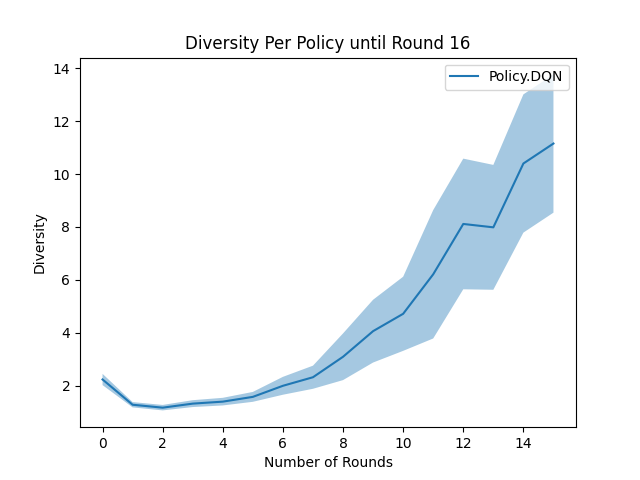 Diversity Per Policy until Round 16
Policy.DQN
14
12
10
8
6
4
2
Diversity
0 2 4 6 8 10 12 14
Number of Rounds